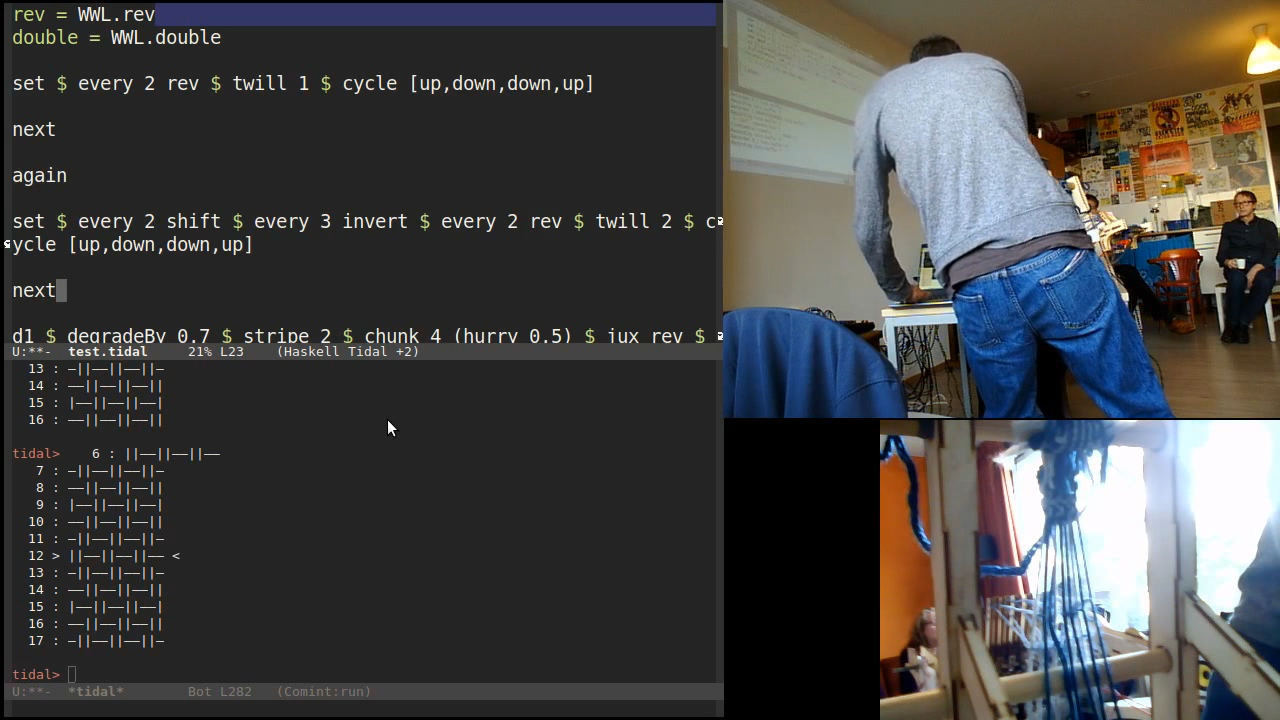 rev = WWL.rev
double = WWL.double
set $ every 2 rev $ twill 1 $ cycle [up,down,down,up]
next
again
set $ every 2 shift $ every 3 invert $ every 2 rev $ twill 2 $ c
ycle [up,down,down,up]
next
d1 $ degradeBy 0.7 $ stripe 2 $ chunk 4 (hurry 0.5) $ jux rev $
U:**-  test.tidal     21% L23    (Haskell Tidal +2)
13 : —||——||——||—
14 : ——||——||——||
15 : |——||——||——|
16 : ——||——||——||
tidal>    6 : ||——||——||——
7 : —||——||——||—
8 : ——||——||——||
9 : |——||——||——|
10 : ——||——||——||
11 : —||——||——||—
12 > ||——||——||—— <
13 : —||——||——||—
14 : ——||——||——||
15 : |——||——||——|
16 : ——||——||——||
17 : —||——||——||—
tidal>
U:**-  *tidal*        Bot L282   (Comint:run)